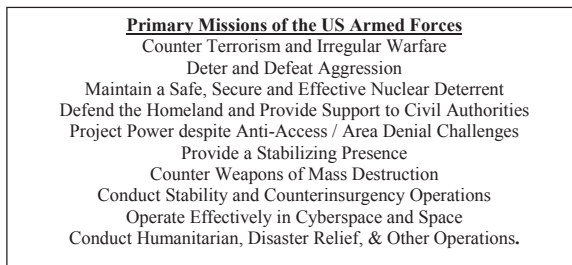 Primary Missions of the US Armed Forces
Counter Terrorism and Irregular Warfare
Deter and Defeat Aggression
Maintain a Safe, Secure and Effective Nuclear Deterrent
Defend the Homeland and Provide Support to Civil Authorities
Project Power despite Anti-Access / Area Denial Challenges
Provide a Stabilizing Presence
Counter Weapons of Mass Destruction
Conduct Stability and Counterinsurgency Operations
Operate Effectively in Cyberspace and Space
Conduct Humanitarian, Disaster Relief, & Other Operations.